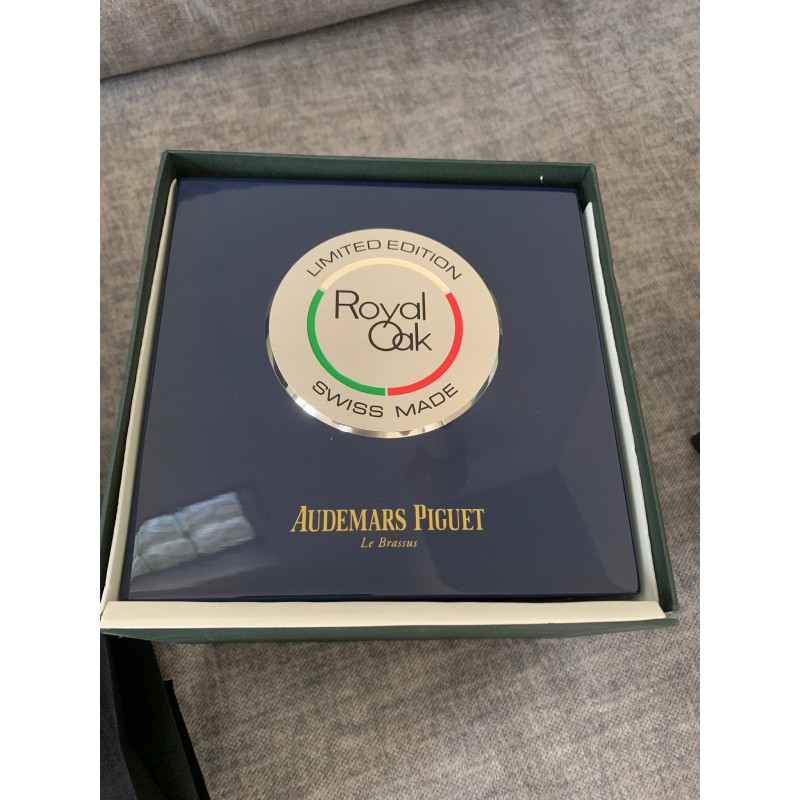 LIMITED EDITION
Royal
Oak
SWISS MADE
AUDEMARS PIGUET
Le Brassus